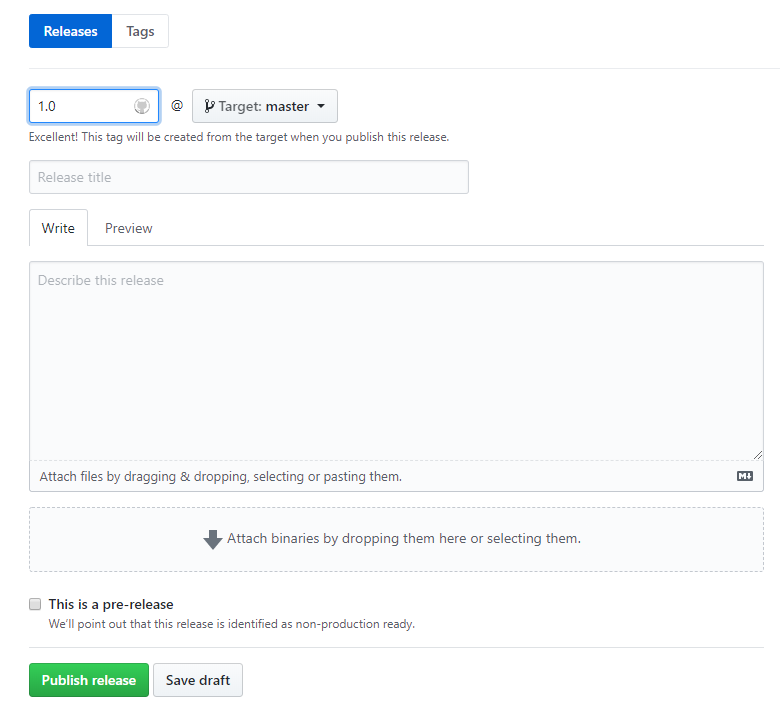 Releases Tags
1.0 @ Target: master
Excellent! This tag will be created from the target when you publish this release.
Release title
Write Preview
Describe this release
Attach files by dragging & dropping, selecting or pasting them.
Attach binaries by dropping them here or selecting them.
This is a pre-release
We'll point out that this release is identified as non-production ready.
Publish release Save draft